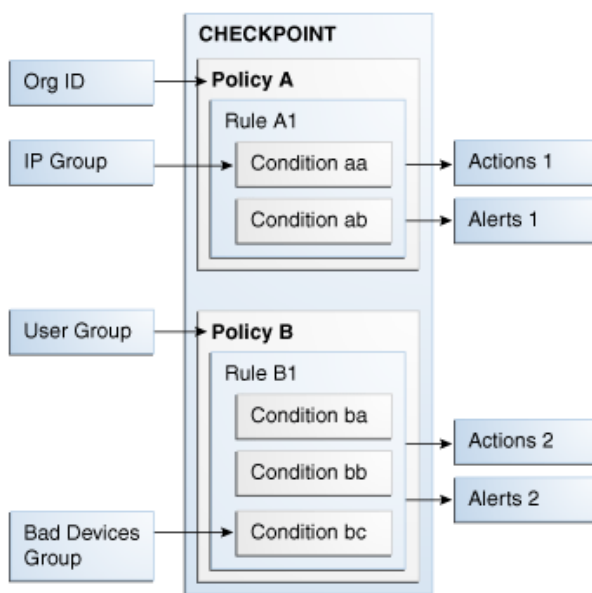 CHECKPOINT
Org ID
Policy A
Rule A1
IP Group
Condition aa
Actions 1
Condition ab
Alerts 1
User Group
Policy B
Rule B1
Condition ba
Actions 2
Condition bb
Alerts 2
Bad Devices
Group
Condition bc